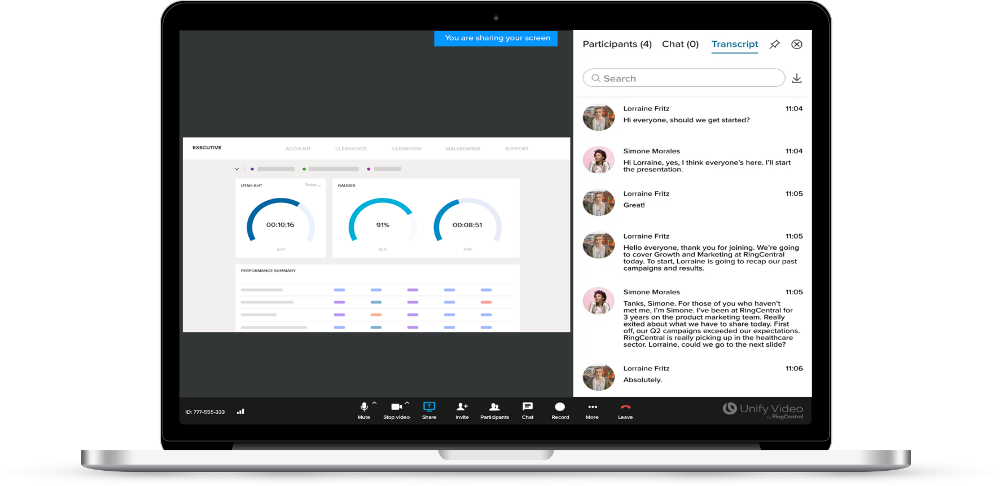 You are sharing your screen
EXECUTIVE
ACCOUNT
CLEARVOICE
CLEARVIEW
WALLBOARDS
SUPPORT
UTAH AHT
Today
00:10:16
AHT
GAUGES
91%
SL%
00:08:51
AHT
PERFORMANCE SUMMARY
Participants (4) Chat (0) Transcript
Search
Lorraine Fritz 11:04
Hi everyone, should we get started?
Simone Morales 11:04
Hi Lorraine, yes, I think everyone's here. I'll start
the presentation.
Lorraine Fritz 11:05
Great!
Lorraine Fritz 11:05
Hello everyone, thank you for joining. We're going
to cover Growth and Marketing at RingCentral
today. To start, Lorraine is going to recap our past
campaigns and results.
Simone Morales 11:05
Tanks, Simone. For those of you who haven't
met me, I'm Simone. I've been at RingCentral for
3 years on the product marketing team. Really
exited about what we have to share today. First
off, our Q2 campaigns exceeded our expectations.
RingCentral is really picking up in the healthcare
sector. Lorraine, could we go to the next slide?
Lorraine Fritz 11:06
Absolutely.
ID: 777-555-333
Mute
Stop video
Share
Invite
Participants
Chat
Record
More
Leave
Unify Video
by RingCentral